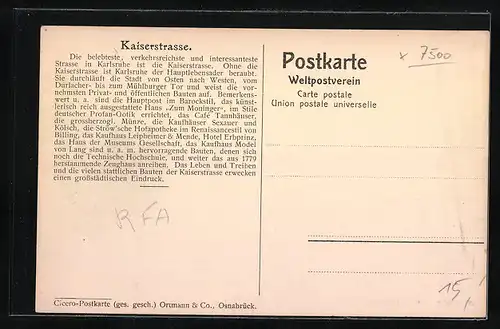 Kaiserstrasse.
Die belebteste, verkehrsreichste und interessanteste
Strasse in Karlsruhe ist die Kaiserstrasse. Ohne die
Kaiserstrasse ist Karlsruhe der Hauptlebensader beraubt.
Sie durchläuft die Stadt von Osten nach Westen, vom
Durlacher- bis zum Mühlburger Tor und weist die vor-
nehmsten Privat- und öffentlichen Bauten auf. Bemerkens-
wert u. a. sind die Hauptpost im Barockstil, das künst-
lerisch reich ausgestattete Haus „Zum Moninger“, im Stile
deutscher Profan-Gotik errichtet, das Café Tannhäuser,
die grossherzogl. Münze, die Kaufhäuser Sexauer und
Kölsch, die Ströw'sche Hofapotheke im Renaissancestil von
Billing, das Kaufhaus Leipheimer & Mende, Hotel Erbprinz,
das Haus der Museums Gesellschaft, das Kaufhaus Model
von Lang sind u. a. m. hervorragende Bauten, denen sich
noch die Technische Hochschule, und weiter das aus 1779
herstammende Zeughaus anreihen. Das Leben und Treiben
und die vielen stattlichen Bauten der Kaiserstrasse erwecken
einen großstädtischen Eindruck.
RFA
Cicero-Postkarte (ges. gesch.) Ortmann & Co., Osnabrück.
x 7500
Postkarte
Weltpostverein
Carte postale
Union postale universelle
15,